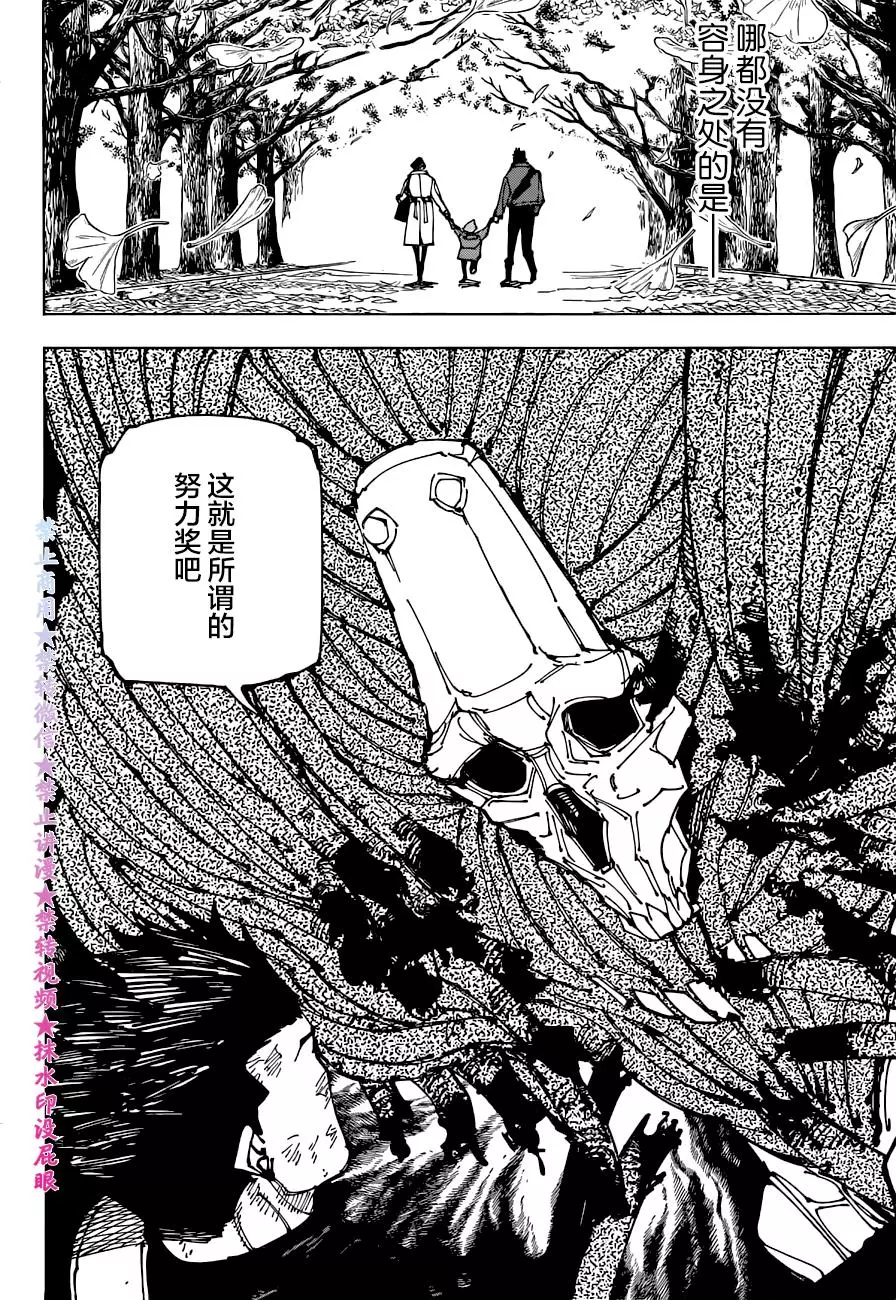 哪都没有
容身之处的是——
这就是所谓的
努力奖吧
禁止商用★禁转微信★禁止讲漫★禁转视频★抹水印没屁眼